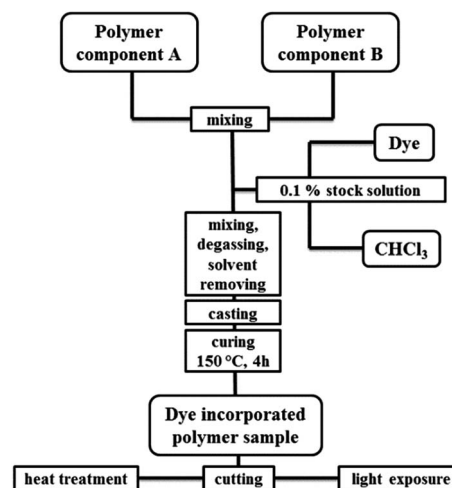 Polymer
component A
Polymer
component B
mixing
Dye
0.1 % stock solution
CHCl₃
mixing,
degassing,
solvent
removing
casting
curing
150 °C, 4h
Dye incorporated
polymer sample
heat treatment
cutting
light exposure